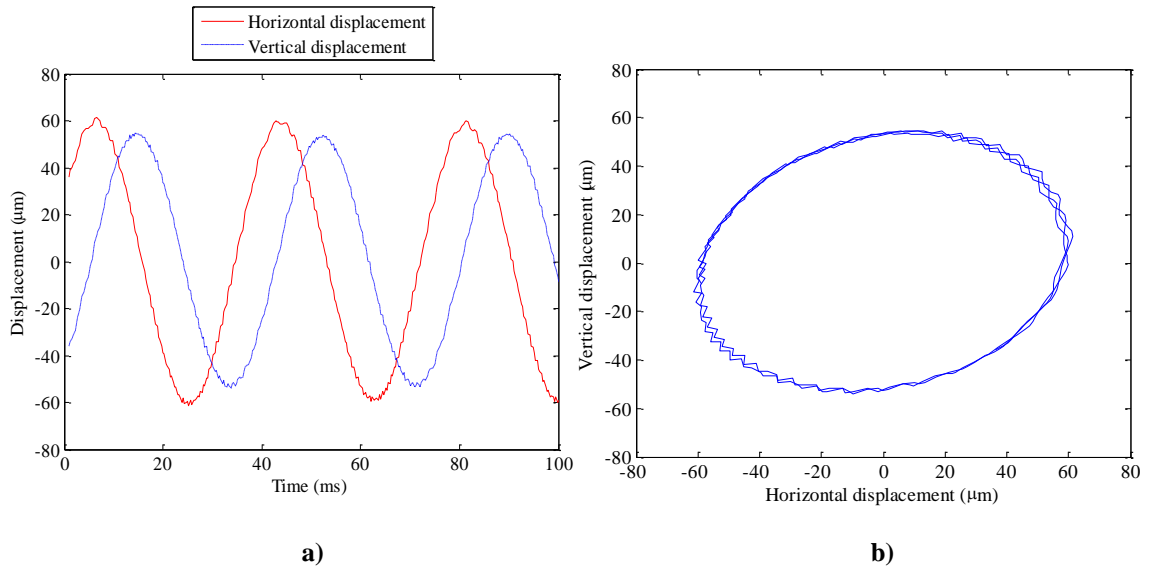 Horizontal displacement
Vertical displacement
80
60
40
20
0
-20
-40
-60
-80
Displacement (μm)
0 20 40 60 80 100
Time (ms)
a)
80
60
40
20
0
-20
-40
-60
-80
Vertical displacement (μm)
-80 -60 -40 -20 0 20 40 60 80
Horizontal displacement (μm)
b)